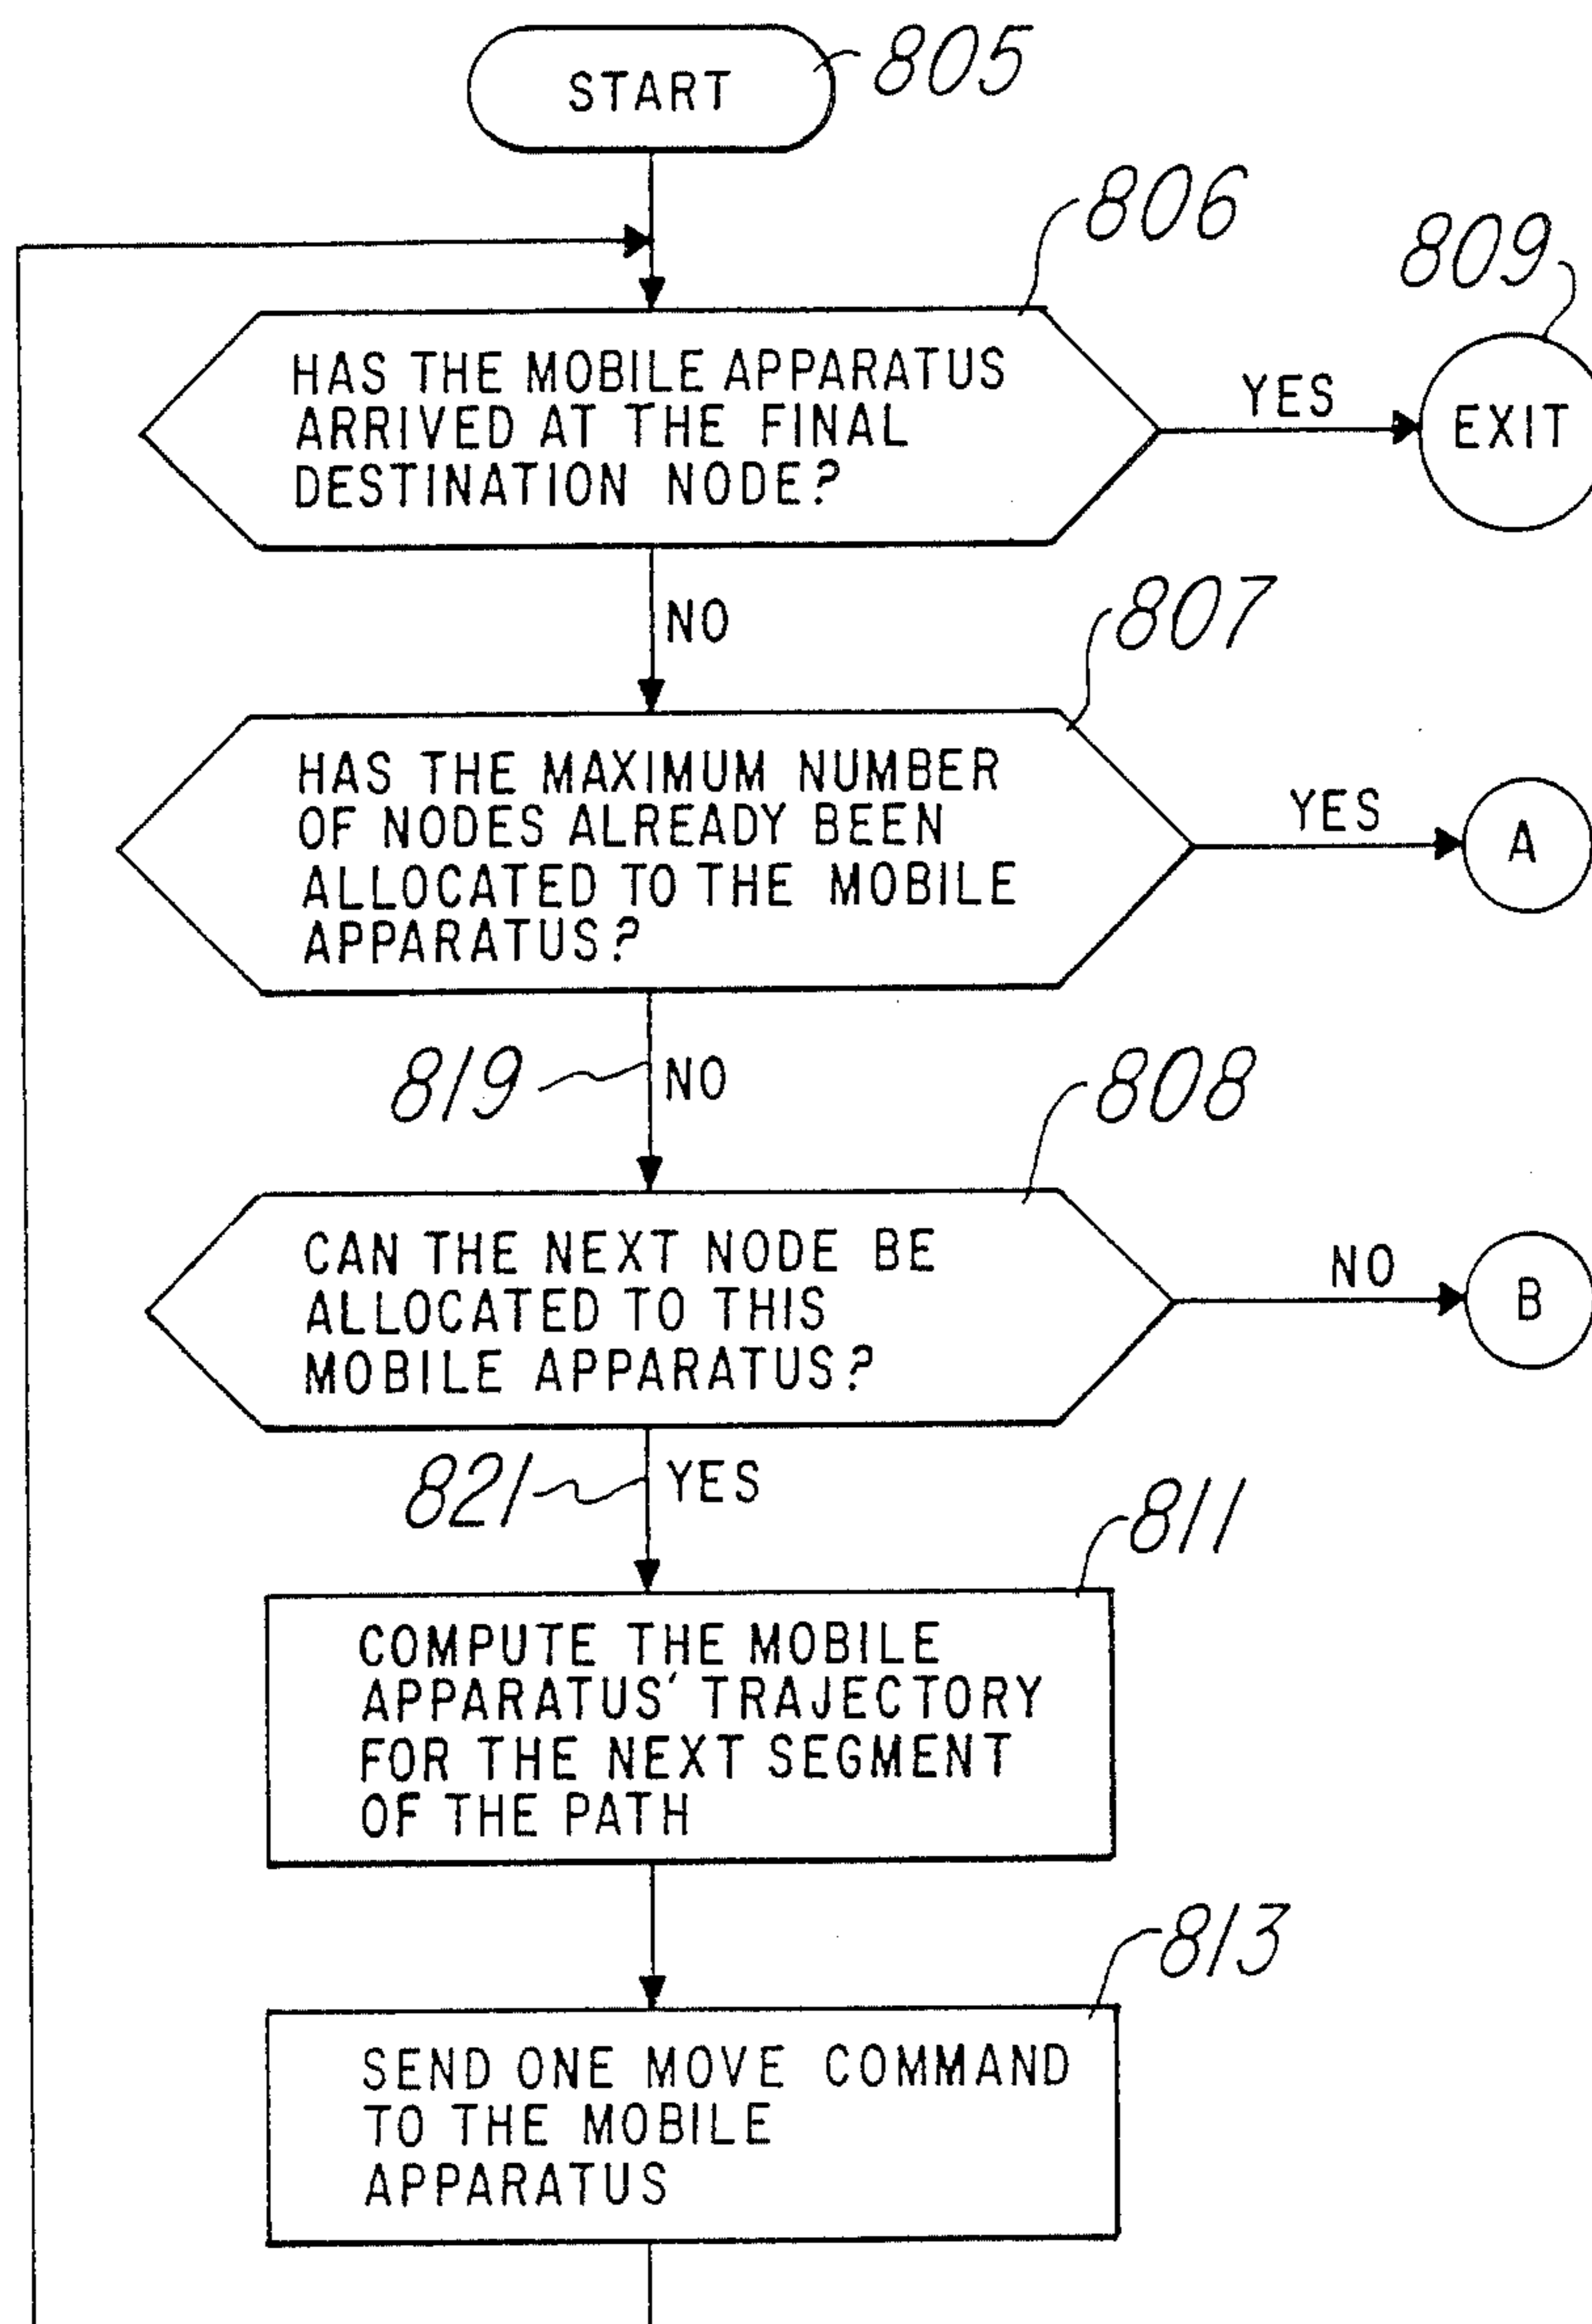 START
805
806
809
HAS THE MOBILE APPARATUS
ARRIVED AT THE FINAL
DESTINATION NODE?
YES
EXIT
NO
807
HAS THE MAXIMUM NUMBER
OF NODES ALREADY BEEN
ALLOCATED TO THE MOBILE
APPARATUS?
YES
A
819
NO
808
CAN THE NEXT NODE BE
ALLOCATED TO THIS
MOBILE APPARATUS?
NO
B
821
YES
811
COMPUTE THE MOBILE
APPARATUS' TRAJECTORY
FOR THE NEXT SEGMENT
OF THE PATH
813
SEND ONE MOVE COMMAND
TO THE MOBILE
APPARATUS